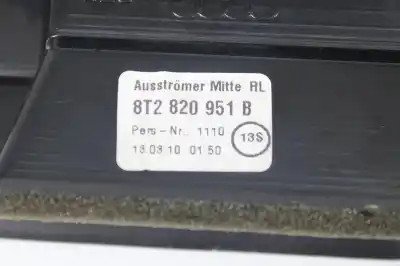 Ausströmer Mitte RL
8T2 820 951 B
Pers-Nr.: 1110
13S
13.03.10 01:50